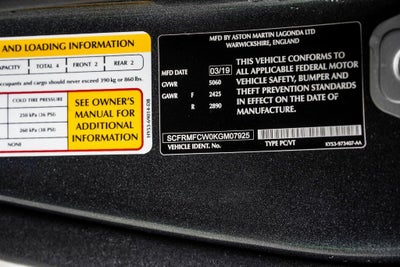 AND LOADING INFORMATION
CAPACITY TOTAL 4 FRONT 2 REAR 2
occupants and cargo should never exceed 390 kg or 860 lbs.
COLD TIRE PRESSURE
250 kPa (36 PSI)
260 kPa (38 PSI)
NONE
SEE OWNER'S
MANUAL FOR
ADDITIONAL
INFORMATION
MFD BY ASTON MARTIN LAGONDA LTD
WARWICKSHIRE, ENGLAND
MFD DATE 03/19
GVWR 5060
GAWR F 2425
R 2890
THIS VEHICLE CONFORMS TO
ALL APPLICABLE FEDERAL MOTOR
VEHICLE SAFETY, BUMPER AND
THEFT PREVENTION STANDARDS
IN EFFECT ON THE DATE OF
MANUFACTURE.
SCFRMFCW0KGM07925
VEHICLE IDENT. No. TYPE PC/VT KY53-973407-AA